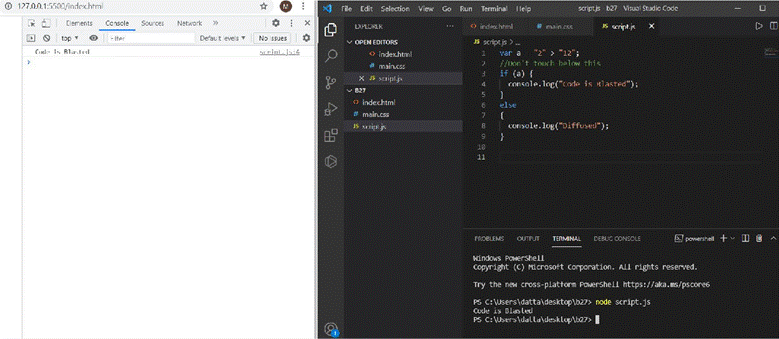 127.0.0.1:5500/index.html
M
Elements Console Sources
top Filter Default levels No Issues
Code is Blasted script.js:4
File Edit Selection View Go Run Terminal Help script.js b27 Visual Studio Code
EXPLORER
OPEN EDITORS
index.html
main.css
script.js
B27
index.html
main.css
script.js
index.html main.css script.js
script.js > ...
1 var a "2" > "12";
2 //Don't touch below this
3 if (a) {
4 console.log("Code is Blasted");
5 }
6 else
7 {
8 console.log("Diffused");
9 }
10
11
PROBLEMS OUTPUT TERMINAL DEBUG CONSOLE powershell
Windows PowerShell
Copyright (C) Microsoft Corporation. All rights reserved.
Try the new cross-platform PowerShell https://aka.ms/pscore6
PS C:\Users\datta\desktop\b27> node script.js
Code is Blasted
PS C:\Users\datta\desktop\b27>